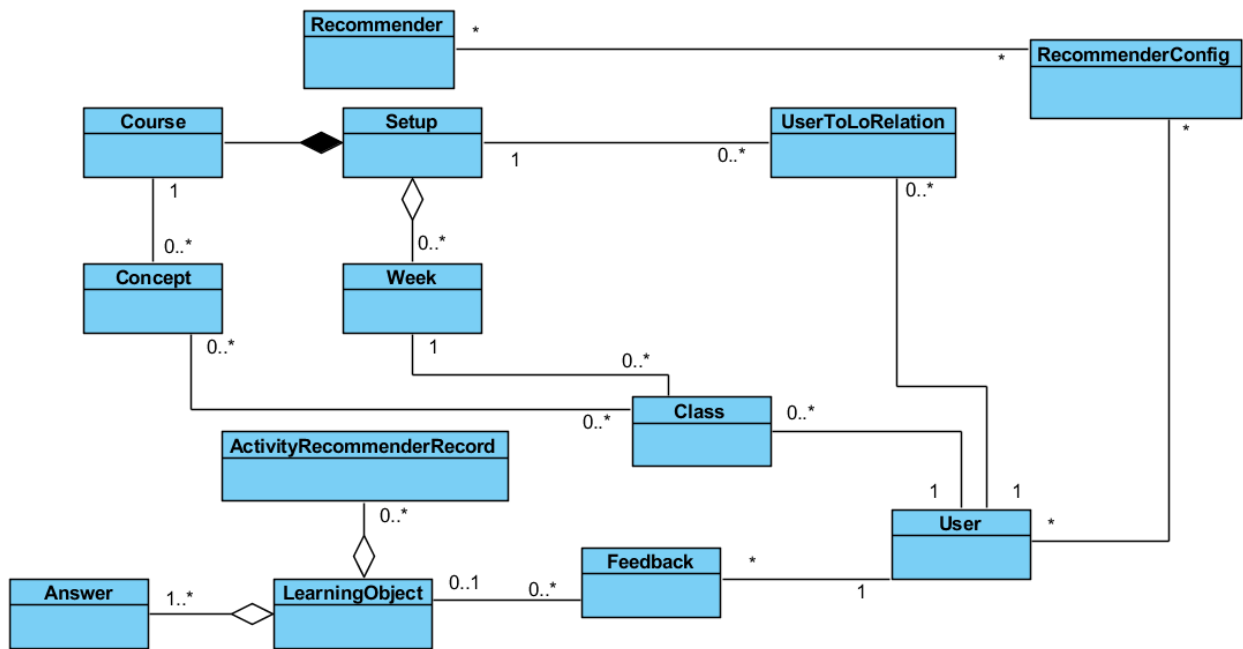 Recommender
*
*
RecommenderConfig
*
Course
Setup
UserToLoRelation
1
1
0..*
0..*
0..*
0..*
Concept
Week
0..*
1
0..*
0..*
Class
0..*
ActivityRecommenderRecord
0..*
1
1
User
*
Feedback
*
1
Answer
1..*
LearningObject
0..1
0..*